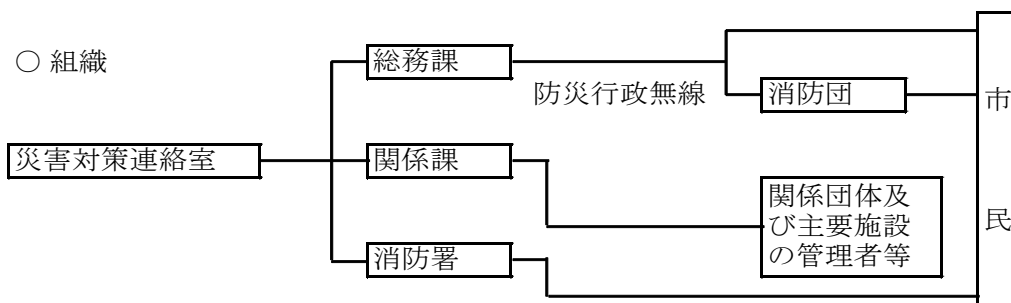 ○ 組織
総務課
防災行政無線
消防団
災害対策連絡室
関係課
関係団体及
び主要施設
の管理者等
消防署
市
民